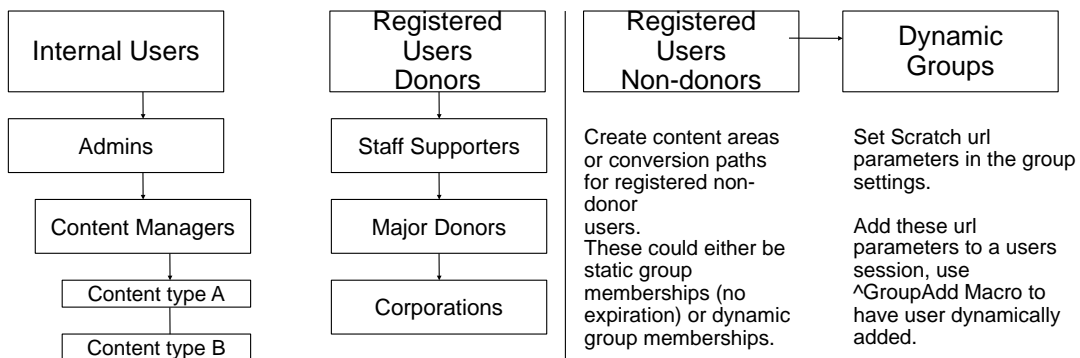 Internal Users
Admins
Content Managers
Content type A
Content type B
Registered
Users
Donors
Staff Supporters
Major Donors
Corporations
Registered
Users
Non-donors
Create content areas
or conversion paths
for registered non-
donor
users.
These could either be
static group
memberships (no
expiration) or dynamic
group memberships.
Dynamic
Groups
Set Scratch url
parameters in the group
settings.
Add these url
parameters to a users
session, use
^GroupAdd Macro to
have user dynamically
added.